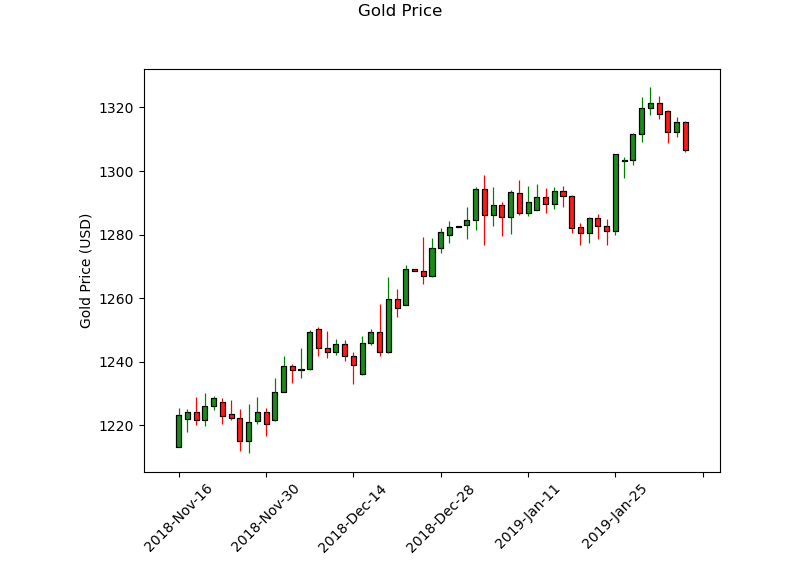 Gold Price
Gold Price (USD)
1320
1300
1280
1260
1240
1220
2018-Nov-16
2018-Nov-30
2018-Dec-14
2018-Dec-28
2019-Jan-11
2019-Jan-25